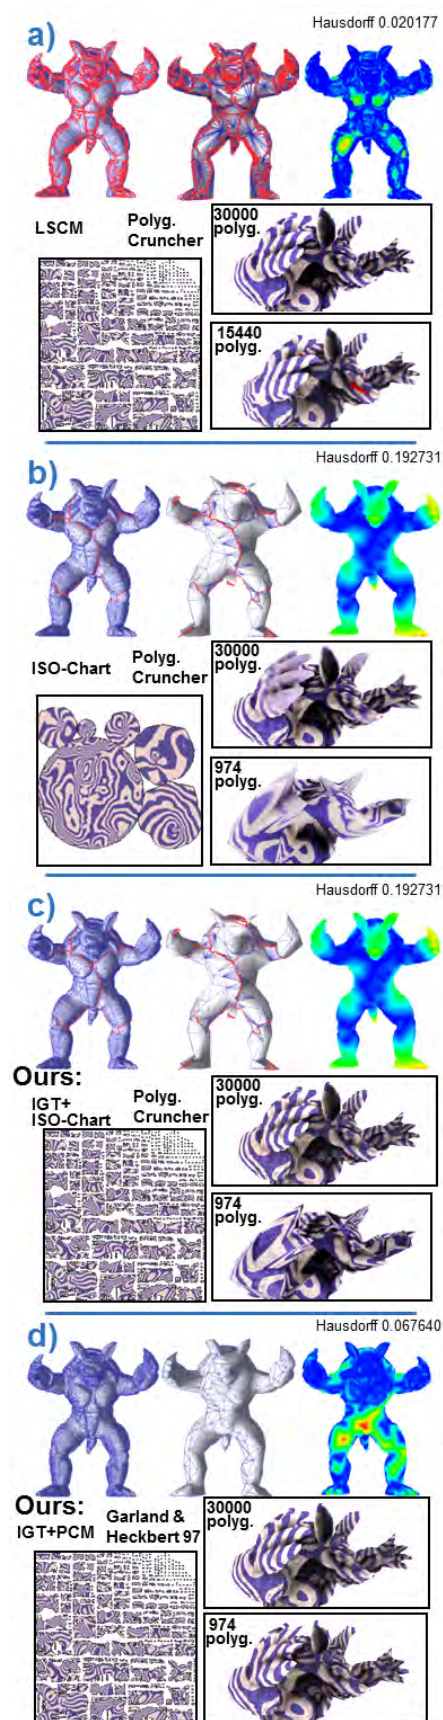 Hausdorff 0.020177
a)
LSCM
Polyg.
Cruncher
30000
polyg.
15440
polyg.
Hausdorff 0.192731
b)
ISO-Chart
Polyg.
Cruncher
30000
polyg.
974
polyg.
Hausdorff 0.192731
c)
Ours:
IGT+
ISO-Chart
Polyg.
Cruncher
30000
polyg.
974
polyg.
Hausdorff 0.067640
d)
Ours:
IGT+PCM
Garland &
Heckbert 97
30000
polyg.
974
polyg.